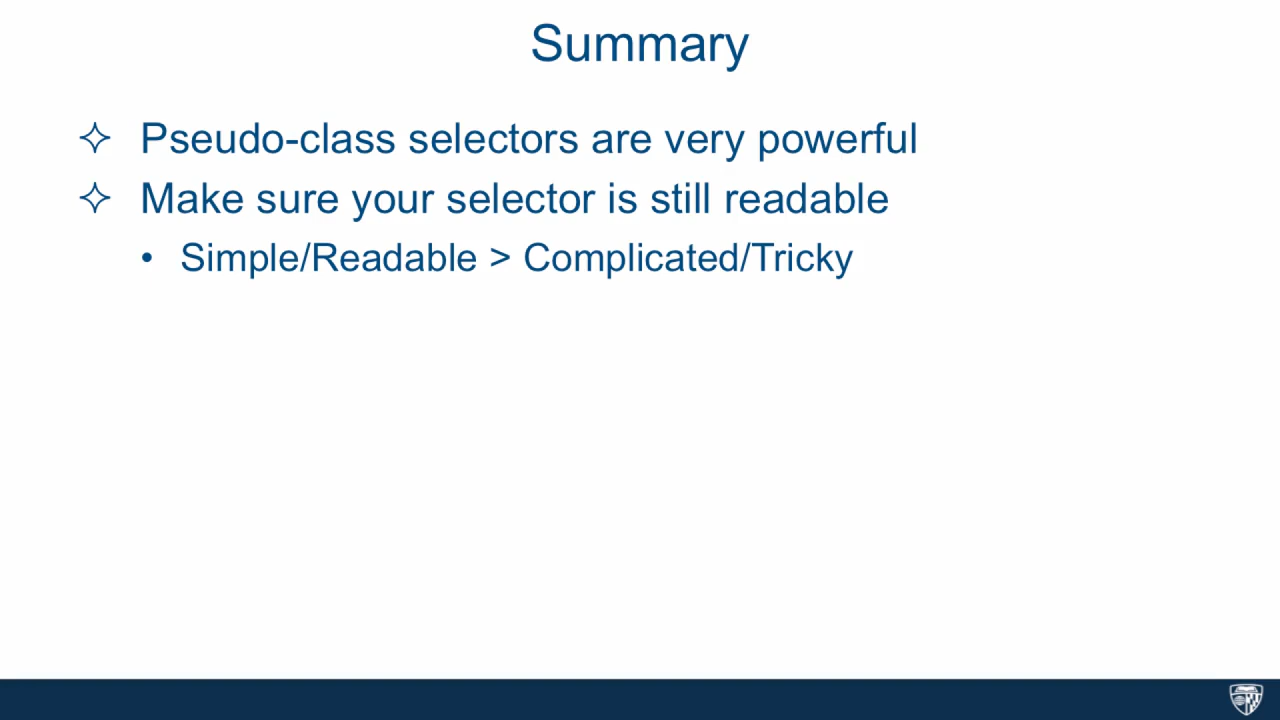 Summary
✧ Pseudo-class selectors are very powerful
✧ Make sure your selector is still readable
• Simple/Readable > Complicated/Tricky